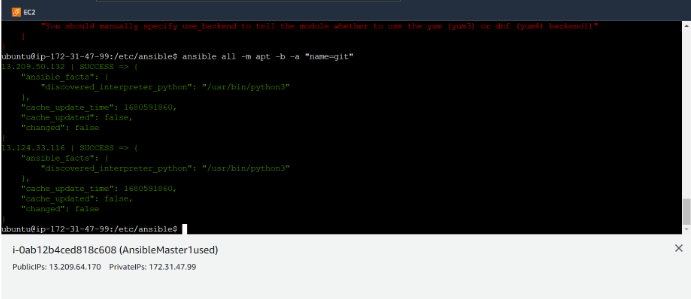 EC2
"You should manually specify use_backend to tell the module whether to use the yum (yum3) or dnf (yum4) backend})"
]
}
ubuntu@ip-172-31-47-99:/etc/ansible$ ansible all -m apt -b -a "name=git"
13.209.50.132 | SUCCESS => {
"ansible_facts": {
"discovered_interpreter_python": "/usr/bin/python3"
},
"cache_update_time": 1680591860,
"cache_updated": false,
"changed": false
}
13.124.33.116 | SUCCESS => {
"ansible_facts": {
"discovered_interpreter_python": "/usr/bin/python3"
},
"cache_update_time": 1680591860,
"cache_updated": false,
"changed": false
}
ubuntu@ip-172-31-47-99:/etc/ansible$
i-0ab12b4ced818c608 (AnsibleMaster1used)
PublicIPs: 13.209.64.170 PrivateIPs: 172.31.47.99